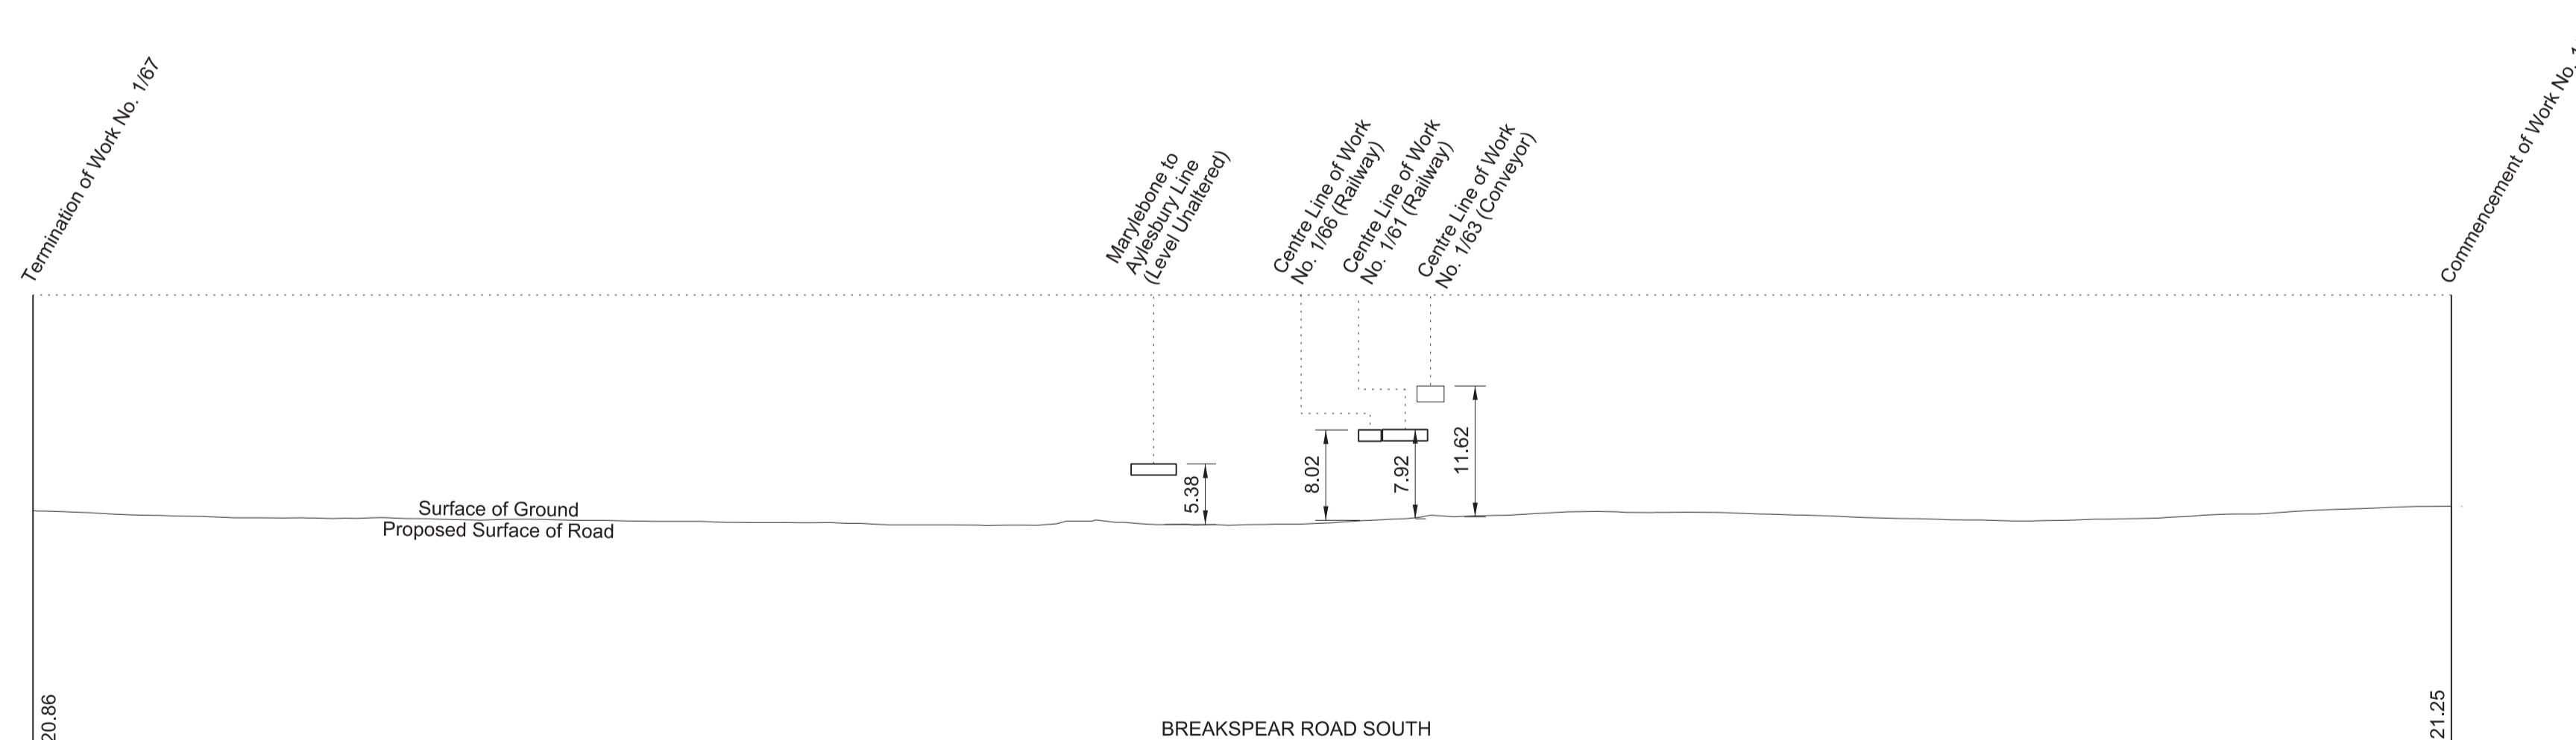 Termination of Work No. 1/67
Marylebone to
Aylesbury Line
(Level Unaltered)
Centre Line of Work
No. 1/66 (Railway)
Centre Line of Work
No. 1/61 (Railway)
Centre Line of Work
No. 1/63 (Conveyor)
Commencement of Work No.
5.38
8.02
7.92
11.62
Surface of Ground
Proposed Surface of Road
20.86
21.25
BREAKSPEAR ROAD SOUTH